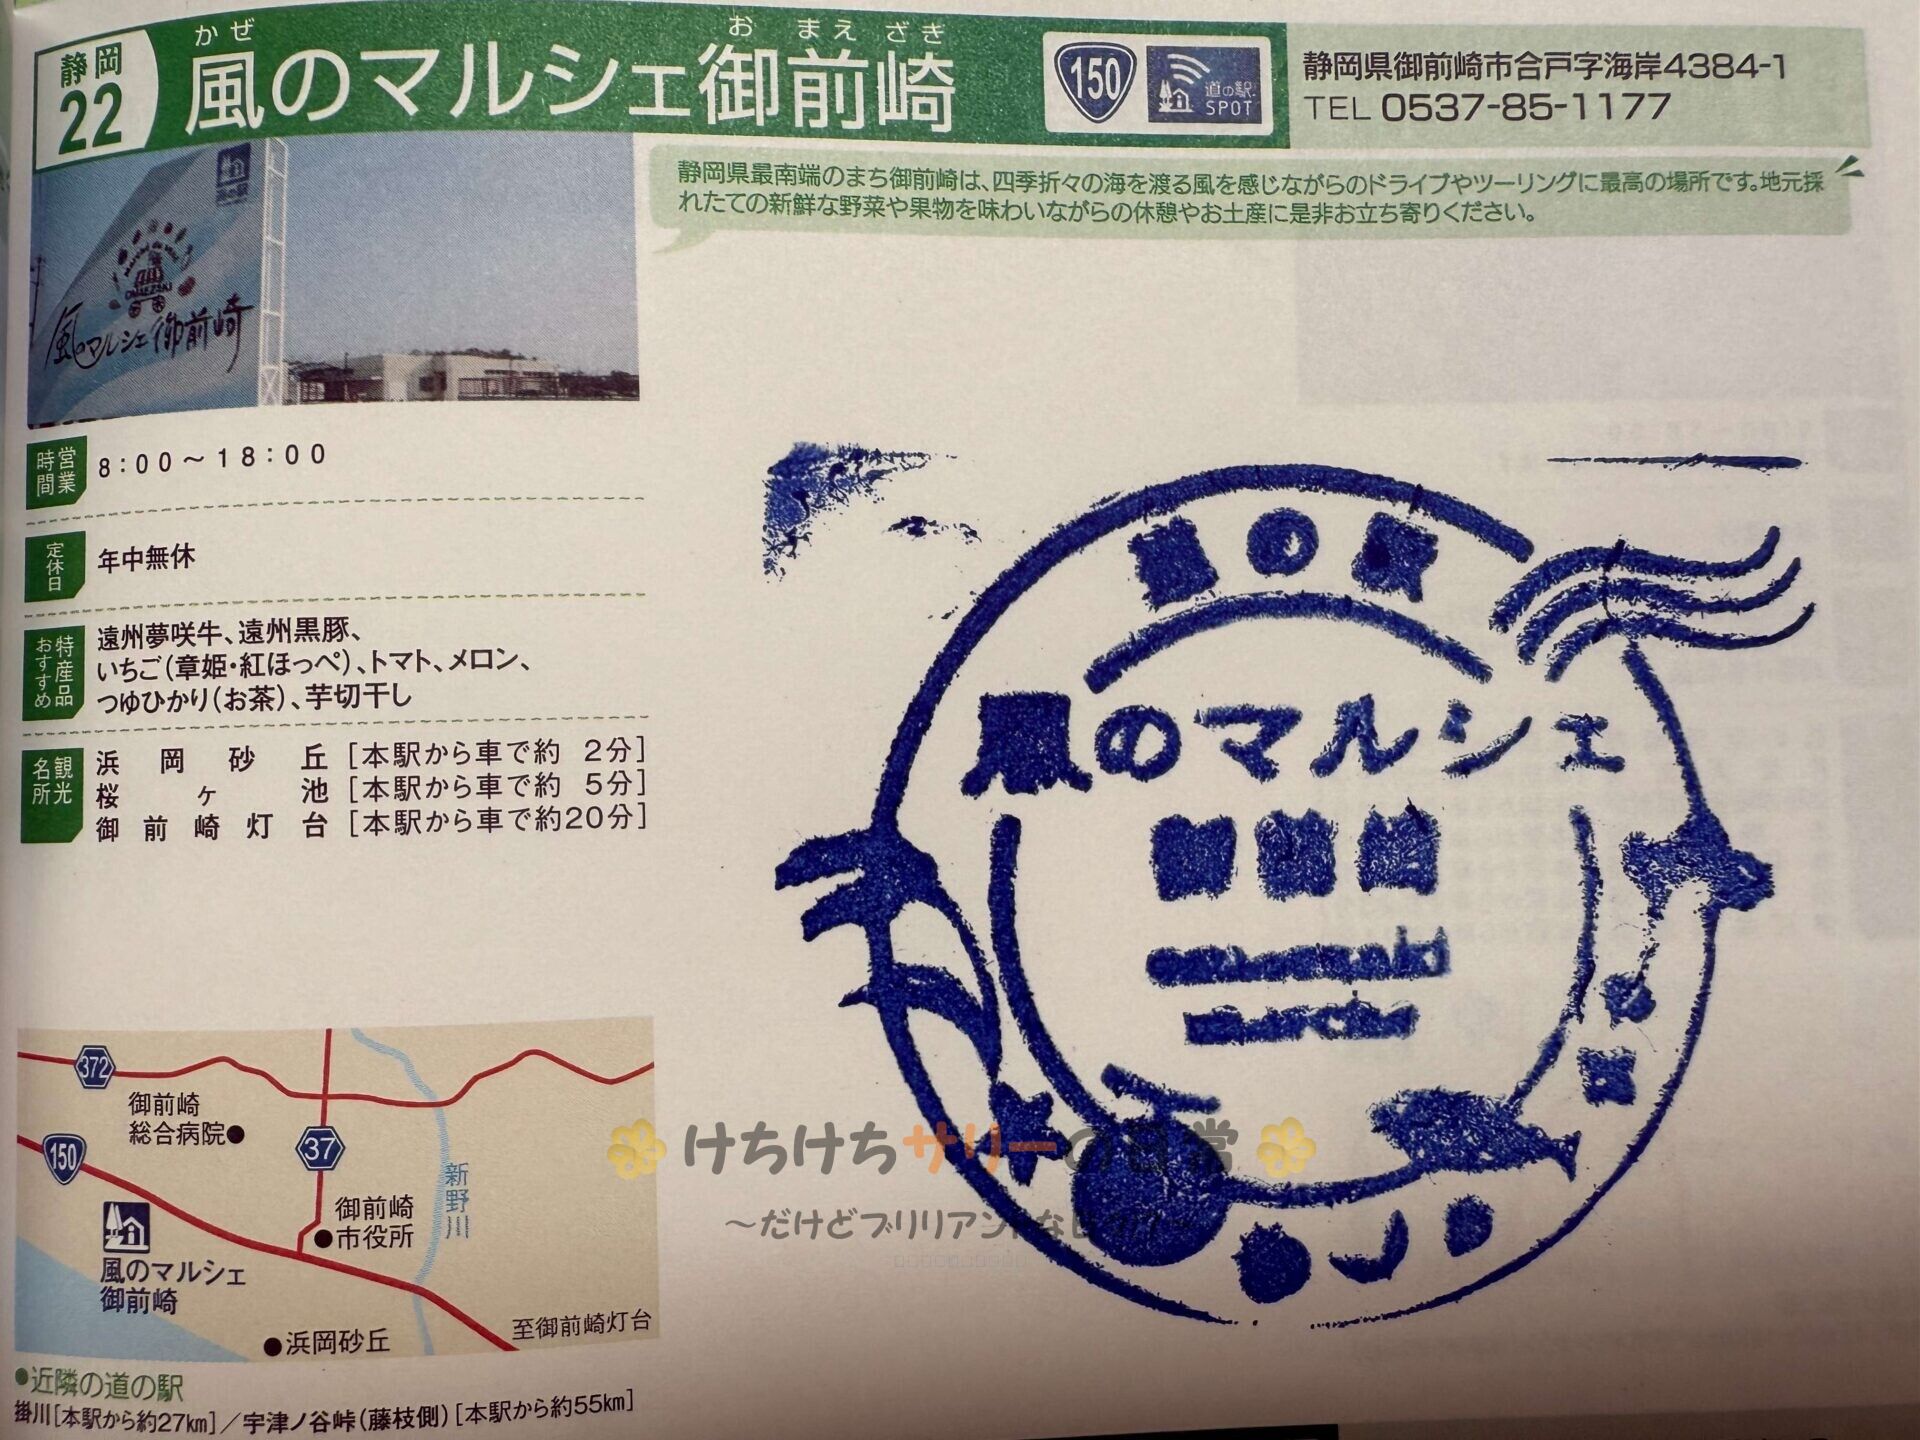 静岡
22
かぜ お まえ ざき
風のマルシェ御前崎
150
道の駅
SPOT
静岡県御前崎市合戸字海岸4384-1
TEL 0537-85-1177
静岡県最南端のまち御前崎は、四季折々の海を渡る風を感じながらのドライブやツーリングに最高の場所です。地元採
れたての新鮮な野菜や果物を味わいながらの休憩やお土産に是非お立ち寄りください。
風のマルシェ御前崎
OMAEZAKI
営業時間
8:00～18:00
定休日
年中無休
特産品おすすめ
遠州夢咲牛、遠州黒豚、
いちご(章姫・紅ほっぺ)、トマト、メロン、
つゆひかり(お茶)、芋切干し
観光名所
浜岡砂丘 [本駅から車で約 2分]
桜ヶ池 [本駅から車で約 5分]
御前崎灯台 [本駅から車で約20分]
の
風のマルシェ
372
御前崎
総合病院
150
37
新野川
御前崎
市役所
風のマルシェ
御前崎
浜岡砂丘
至御前崎灯台
●近隣の道の駅
掛川[本駅から約27km]／宇津ノ谷峠(藤枝側)[本駅から約55km]
けちけちサリーの日常
～だけどブリリアントな